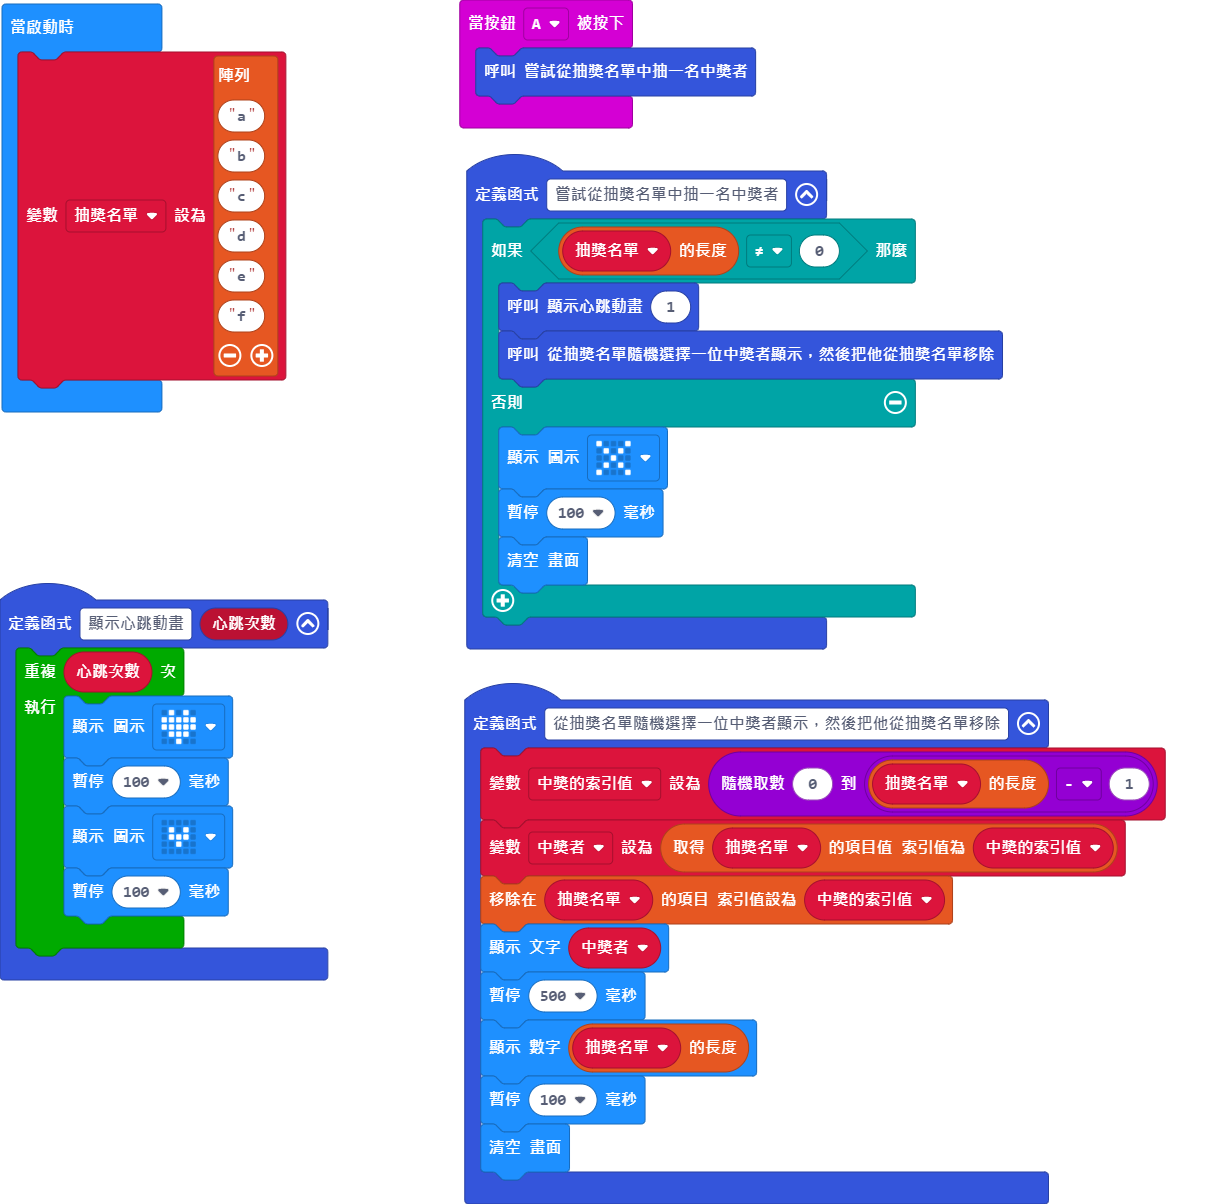 當啟動時
變數 抽獎名單 設為 陣列
"a"
"b"
"c"
"d"
"e"
"f"
當按鈕 A 被按下
呼叫 嘗試從抽獎名單中抽一名中獎者
定義函式 嘗試從抽獎名單中抽一名中獎者
如果 抽獎名單 的長度 ≠ 0 那麼
呼叫 顯示心跳動畫 1
呼叫 從抽獎名單隨機選擇一位中獎者顯示，然後把他從抽獎名單移除
否則
顯示 圖示
暫停 100 毫秒
清空 畫面
定義函式 顯示心跳動畫 心跳次數
重複 心跳次數 次
執行
顯示 圖示
暫停 100 毫秒
顯示 圖示
暫停 100 毫秒
定義函式 從抽獎名單隨機選擇一位中獎者顯示，然後把他從抽獎名單移除
變數 中獎的索引值 設為 隨機取數 0 到 抽獎名單 的長度 - 1
變數 中獎者 設為 取得 抽獎名單 的項目值 索引值為 中獎的索引值
移除在 抽獎名單 的項目 索引值設為 中獎的索引值
顯示 文字 中獎者
暫停 500 毫秒
顯示 數字 抽獎名單 的長度
暫停 100 毫秒
清空 畫面